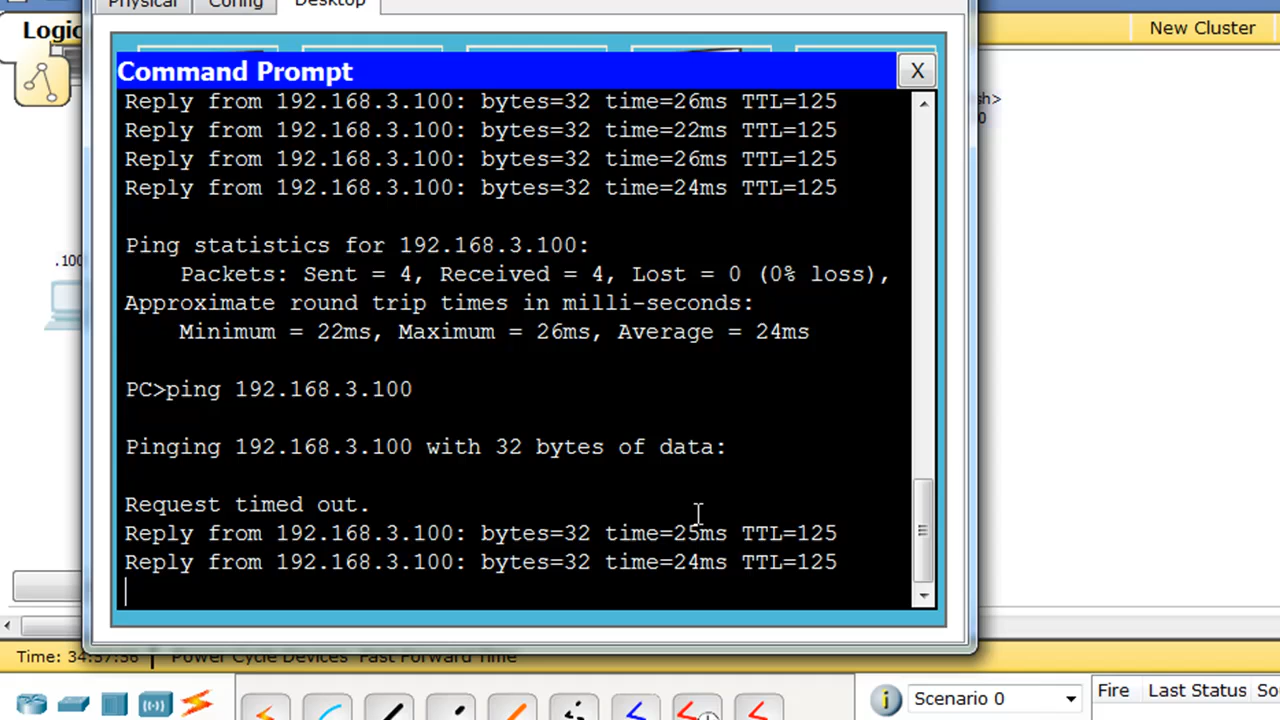 Physical
Config
Desktop
Logic
New Cluster
Command Prompt
X
Reply from 192.168.3.100: bytes=32 time=26ms TTL=125
Reply from 192.168.3.100: bytes=32 time=22ms TTL=125
Reply from 192.168.3.100: bytes=32 time=26ms TTL=125
Reply from 192.168.3.100: bytes=32 time=24ms TTL=125
Ping statistics for 192.168.3.100:
Packets: Sent = 4, Received = 4, Lost = 0 (0% loss),
Approximate round trip times in milli-seconds:
Minimum = 22ms, Maximum = 26ms, Average = 24ms
PC>ping 192.168.3.100
Pinging 192.168.3.100 with 32 bytes of data:
Request timed out.
Reply from 192.168.3.100: bytes=32 time=25ms TTL=125
Reply from 192.168.3.100: bytes=32 time=24ms TTL=125
sh>
0
.100
Time: 34:57:56 Power Cycle Devices Fast Forward Time
Scenario 0
Fire Last Status So